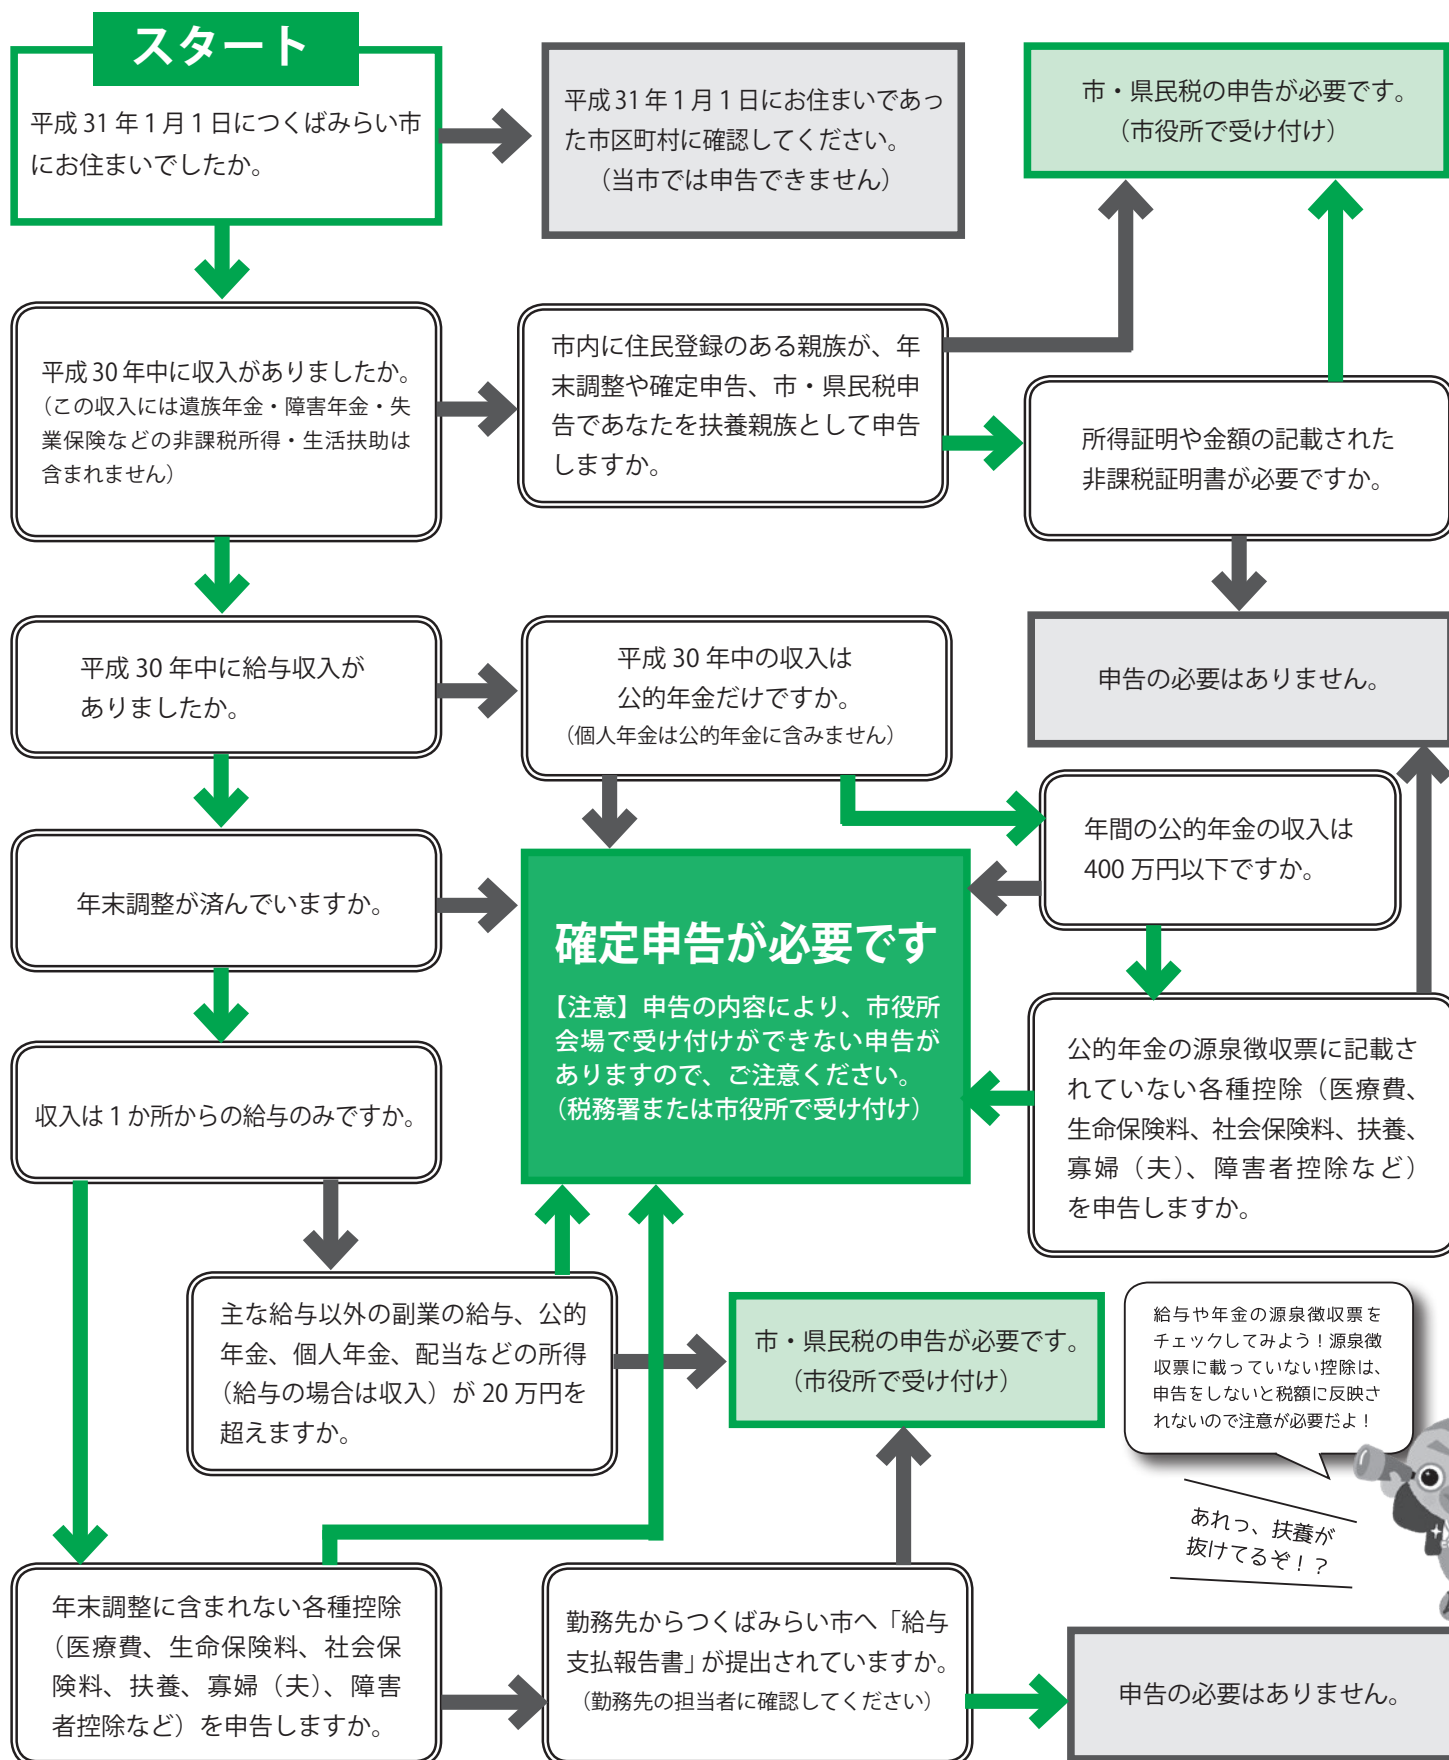 スタート
平成 31 年 1 月 1 日につくばみらい市
にお住まいでしたか。
平成 31 年 1 月 1 日にお住まいであっ
た市区町村に確認してください。
（当市では申告できません）
市・県民税の申告が必要です。
（市役所で受け付け）
平成 30 年中に収入がありましたか。
（この収入には遺族年金・障害年金・失
業保険などの非課税所得・生活扶助は
含まれません）
市内に住民登録のある親族が、年
末調整や確定申告、市・県民税申
告であなたを扶養親族として申告
しますか。
所得証明や金額の記載された
非課税証明書が必要ですか。
平成 30 年中に給与収入が
ありましたか。
平成 30 年中の収入は
公的年金だけですか。
（個人年金は公的年金に含みません）
申告の必要はありません。
年間の公的年金の収入は
400 万円以下ですか。
年末調整が済んでいますか。
確定申告が必要です
【注意】申告の内容により、市役所
会場で受け付けができない申告が
ありますので、ご注意ください。
（税務署または市役所で受け付け）
公的年金の源泉徴収票に記載さ
れていない各種控除（医療費、
生命保険料、社会保険料、扶養、
寡婦（夫）、障害者控除など）
を申告しますか。
収入は 1 か所からの給与のみですか。
主な給与以外の副業の給与、公的
年金、個人年金、配当などの所得
（給与の場合は収入）が 20 万円を
超えますか。
市・県民税の申告が必要です。
（市役所で受け付け）
給与や年金の源泉徴収票を
チェックしてみよう！源泉徴
収票に載っていない控除は、
申告をしないと税額に反映さ
れないので注意が必要だよ！
あれっ、扶養が
抜けてるぞ！？
年末調整に含まれない各種控除
（医療費、生命保険料、社会保
険料、扶養、寡婦（夫）、障害
者控除など）を申告しますか。
勤務先からつくばみらい市へ「給与
支払報告書」が提出されていますか。
（勤務先の担当者に確認してください）
申告の必要はありません。